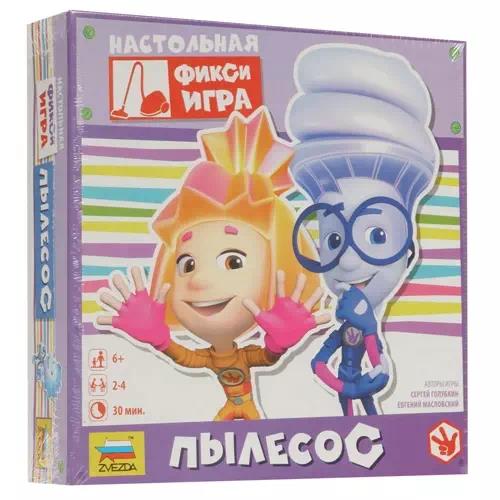 НАСТОЛЬНАЯ
ФИКСИ
ИГРА
НАСТОЛЬНАЯ
ФИКСИ
ИГРА
ПЫЛЕСОС
6+
2-4
30 мин.
АВТОРЫ ИГРЫ
СЕРГЕЙ ГОЛУБКИН
ЕВГЕНИЙ МАСЛОВСКИЙ
ZVEZDA
ПЫЛЕСОС